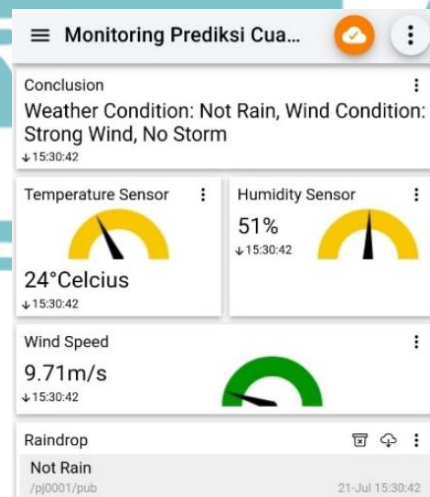 Monitoring Prediksi Cua...
Conclusion
Weather Condition: Not Rain, Wind Condition:
Strong Wind, No Storm
↓15:30:42
Temperature Sensor
24°Celcius
↓15:30:42
Humidity Sensor
51%
↓15:30:42
Wind Speed
9.71m/s
↓15:30:42
Raindrop
Not Rain
/pj0001/pub 21-Jul 15:30:42